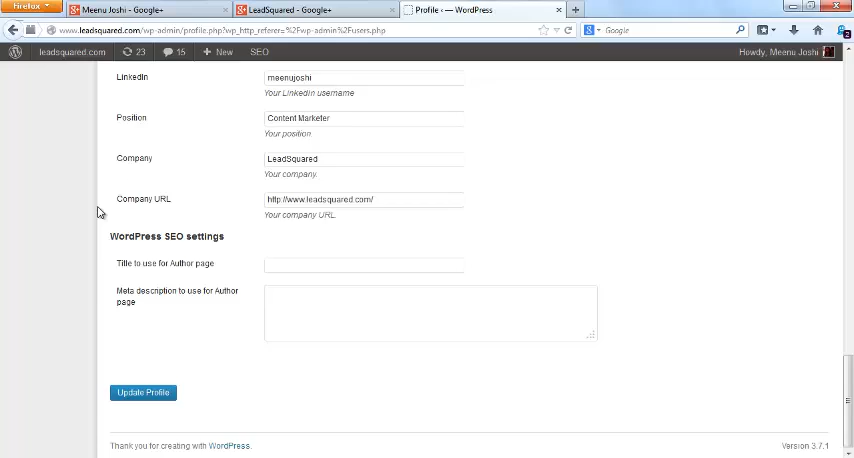 Firefox
Meenu Joshi - Google+
LeadSquared - Google+
Profile ‹ — WordPress
www.leadsquared.com/wp-admin/profile.php?wp_http_referer=%2Fwp-admin%2Fusers.php
Google
2
leadsquared.com
23
15
+ New
SEO
Howdy, Meenu Joshi
LinkedIn
meenujoshi
Your LinkedIn username
Position
Content Marketer
Your position
Company
LeadSquared
Your company.
Company URL
http://www.leadsquared.com/
Your company URL.
WordPress SEO settings
Title to use for Author page
Meta description to use for Author
page
Update Profile
Thank you for creating with WordPress.
Version 3.7.1